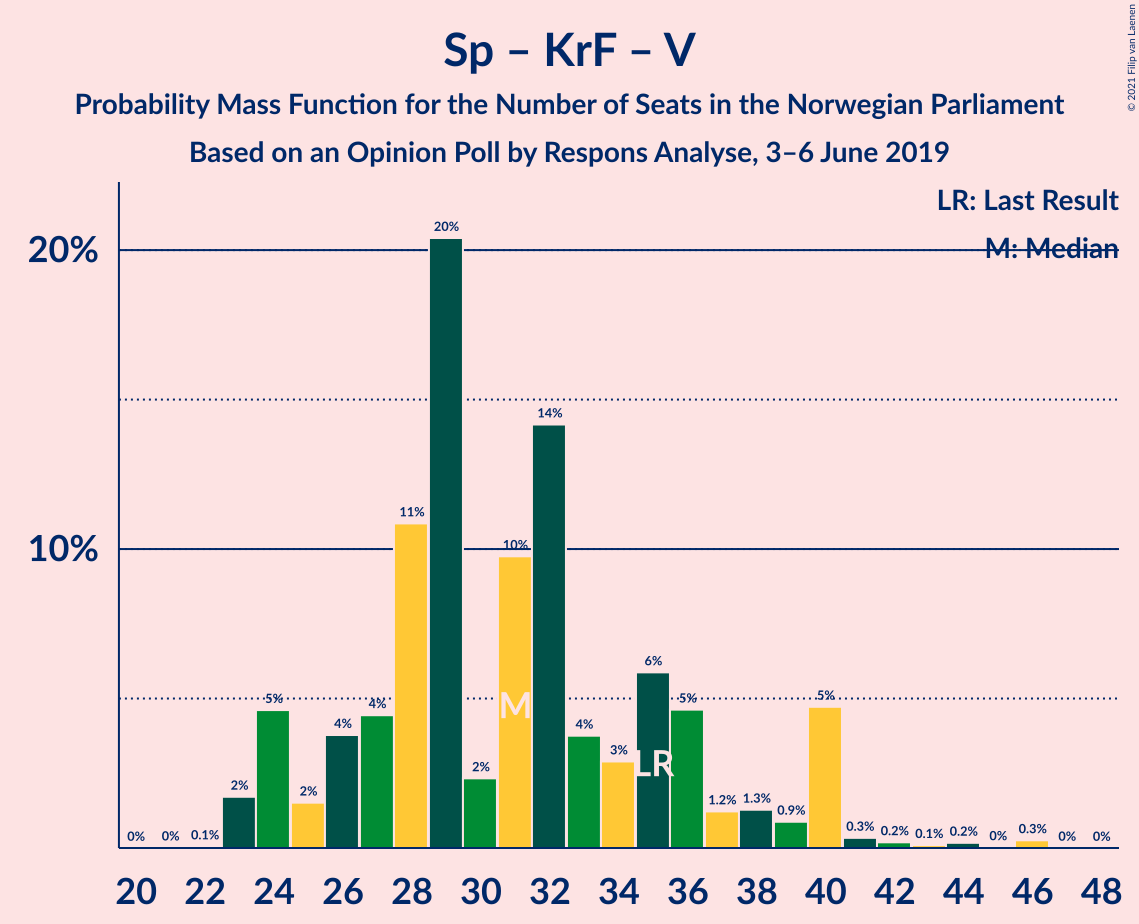 © 2021 Filip van Laenen
Sp – KrF – V
Probability Mass Function for the Number of Seats in the Norwegian Parliament
Based on an Opinion Poll by Respons Analyse, 3–6 June 2019
LR: Last Result
M: Median
20%
10%
0% 0% 0.1% 2% 5% 2% 4% 4% 11% 20% 2% 10% 14% 4% 3% 6% 5% 1.2% 1.3% 0.9% 5% 0.3% 0.2% 0.1% 0.2% 0% 0.3% 0% 0%
M
LR
20 22 24 26 28 30 32 34 36 38 40 42 44 46 48